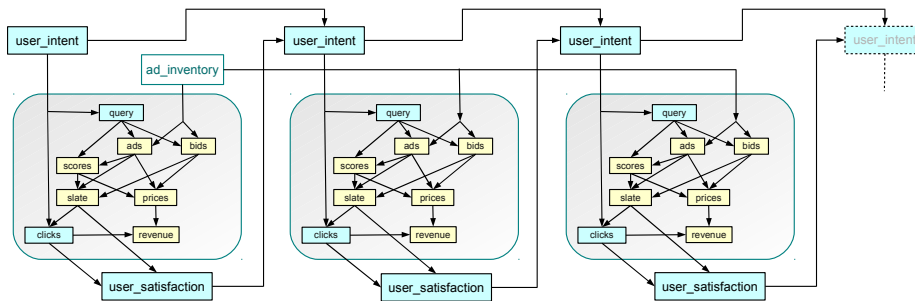 user_intent
user_intent
user_intent
user_intent
ad_inventory
query
query
query
ads
bids
ads
bids
ads
bids
scores
scores
scores
slate
prices
slate
prices
slate
prices
clicks
revenue
clicks
revenue
clicks
revenue
user_satisfaction
user_satisfaction
user_satisfaction